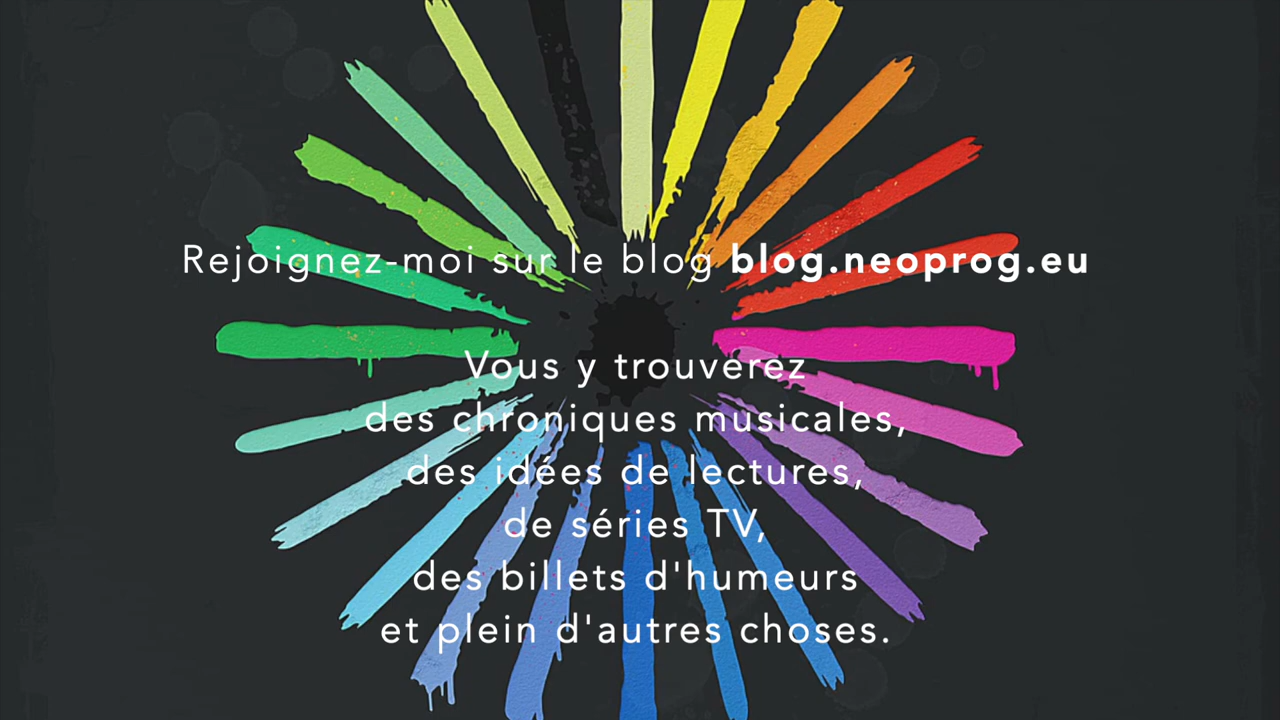 Rejoignez-moi sur le blog blog.neoprog.eu
Vous y trouverez
des chroniques musicales,
des idées de lectures,
de séries TV,
des billets d'humeurs
et plein d'autres choses.